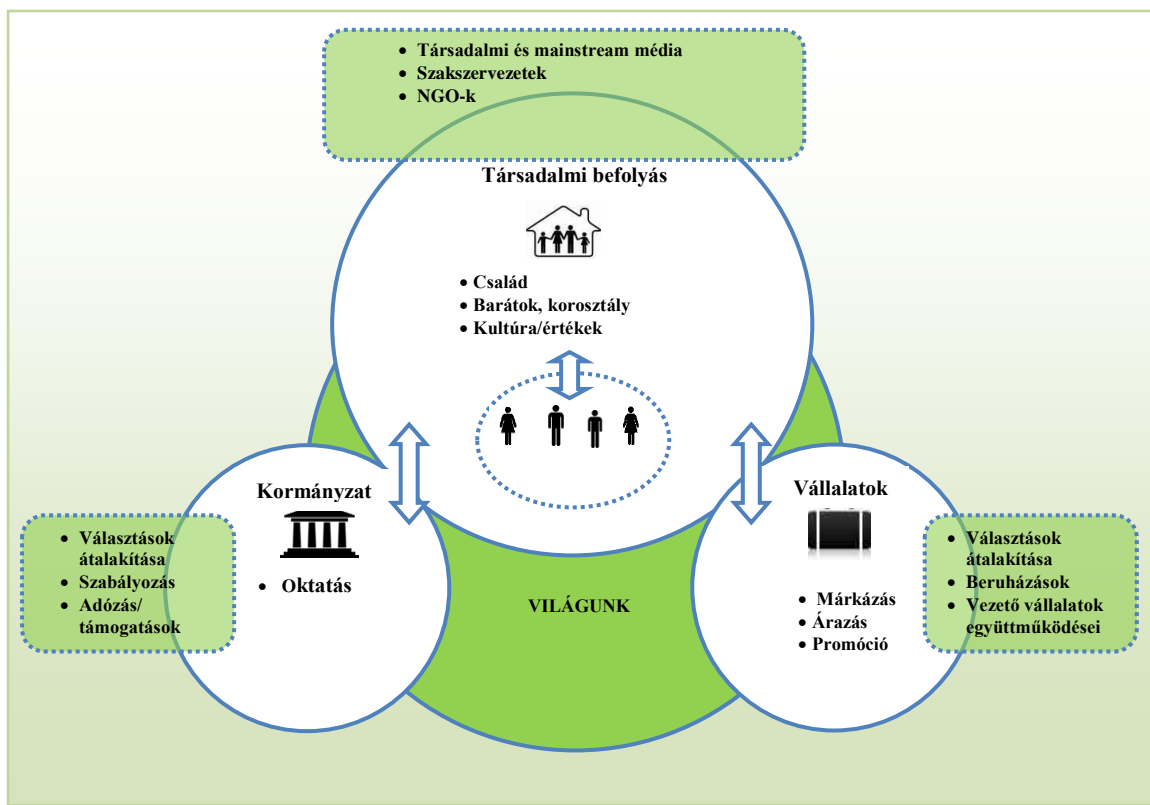 • Társadalmi és mainstream média
• Szakszervezetek
• NGO-k
Társadalmi befolyás
• Család
• Barátok, korosztály
• Kultúra/értékek
Kormányzat
• Oktatás
• Választások
átalakítása
• Szabályozás
• Adózás/
támogatások
VILÁGUNK
Vállalatok
• Márkázás
• Árazás
• Promóció
• Választások
átalakítása
• Beruházások
• Vezető vállalatok
együttműködései